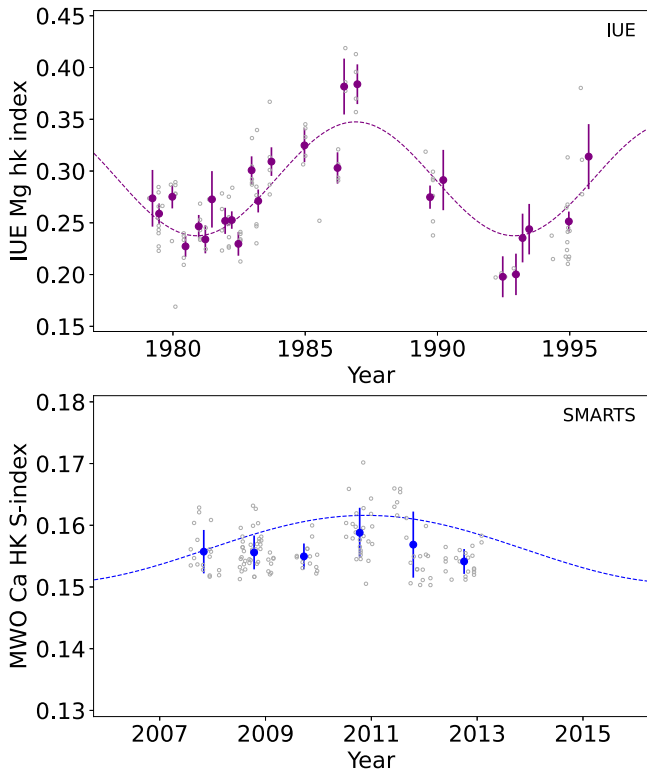 IUE
0.45
0.40
0.35
0.30
0.25
0.20
0.15
IUE Mg hk index
1980 1985 1990 1995
Year
SMARTS
0.18
0.17
0.16
0.15
0.14
0.13
MWO Ca HK S-index
2007 2009 2011 2013 2015
Year